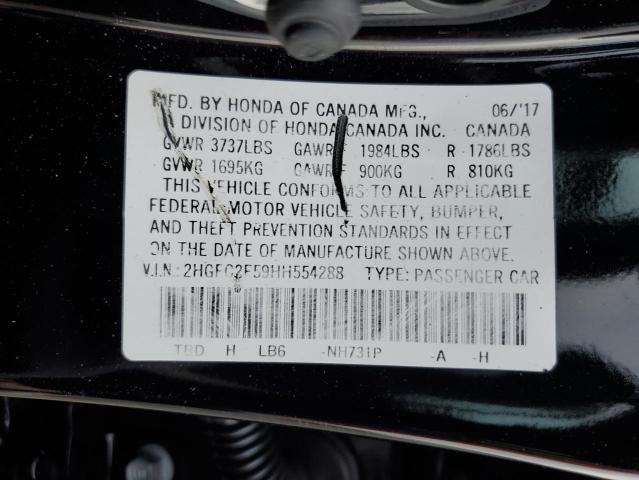 MFD. BY HONDA OF CANADA MFG., 06/'17
A DIVISION OF HONDA CANADA INC. CANADA
GVWR 3737LBS GAWR F 1984LBS R 1786LBS
GVWR 1695KG GAWR F 900KG R 810KG
THIS VEHICLE CONFORMS TO ALL APPLICABLE
FEDERAL MOTOR VEHICLE SAFETY, BUMPER,
AND THEFT PREVENTION STANDARDS IN EFFECT
ON THE DATE OF MANUFACTURE SHOWN ABOVE.
V.I.N.: 2HGFC2F59HH554288 TYPE: PASSENGER CAR
TBD H LB6 -NH731P -A -H